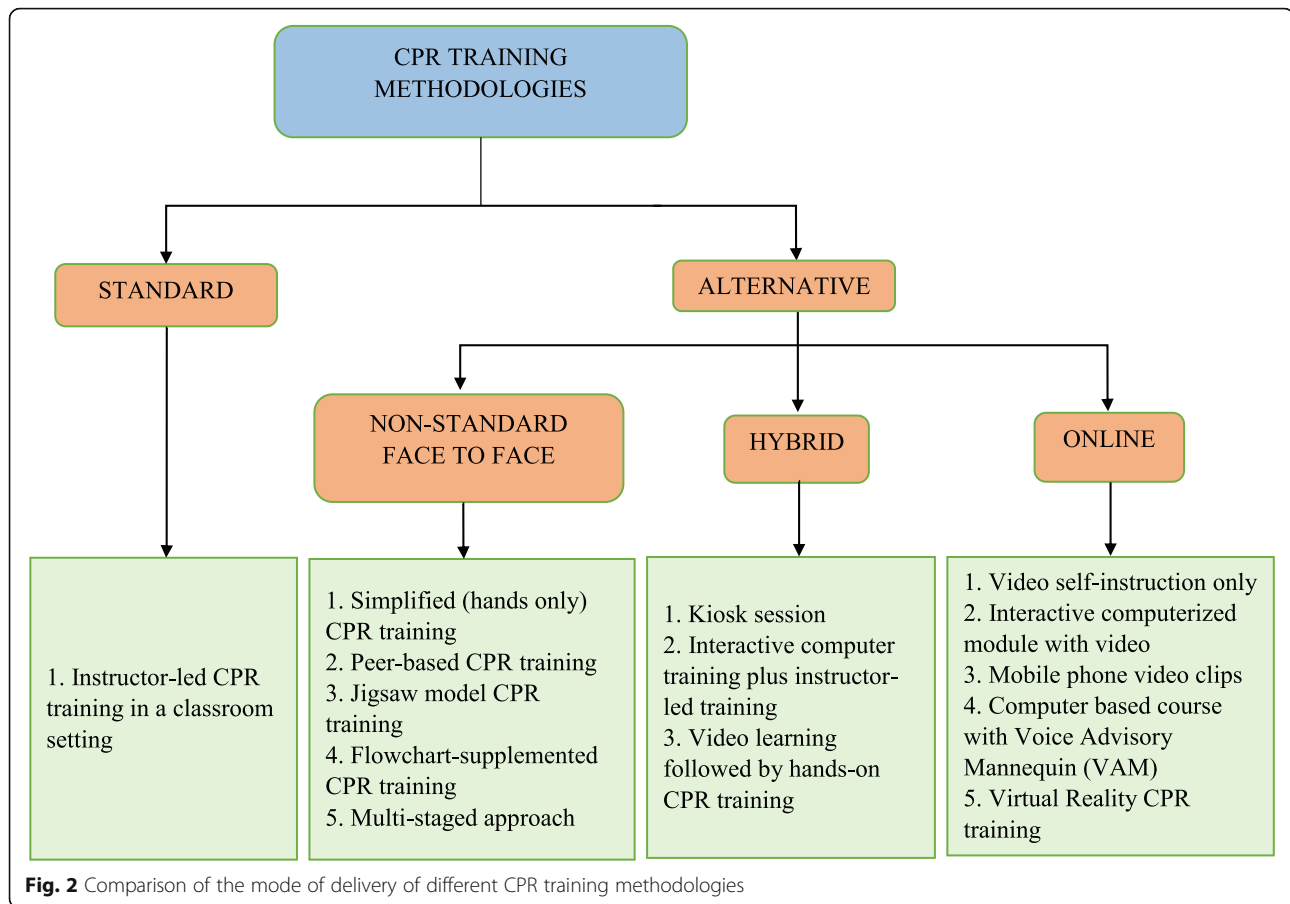 CPR TRAINING
METHODOLOGIES
STANDARD
ALTERNATIVE
NON-STANDARD
FACE TO FACE
HYBRID
ONLINE
1. Instructor-led CPR
training in a classroom
setting
1. Simplified (hands only)
CPR training
2. Peer-based CPR training
3. Jigsaw model CPR
training
4. Flowchart-supplemented
CPR training
5. Multi-staged approach
1. Kiosk session
2. Interactive computer
training plus instructor-
led training
3. Video learning
followed by hands-on
CPR training
1. Video self-instruction only
2. Interactive computerized
module with video
3. Mobile phone video clips
4. Computer based course
with Voice Advisory
Mannequin (VAM)
5. Virtual Reality CPR
training
Fig. 2 Comparison of the mode of delivery of different CPR training methodologies